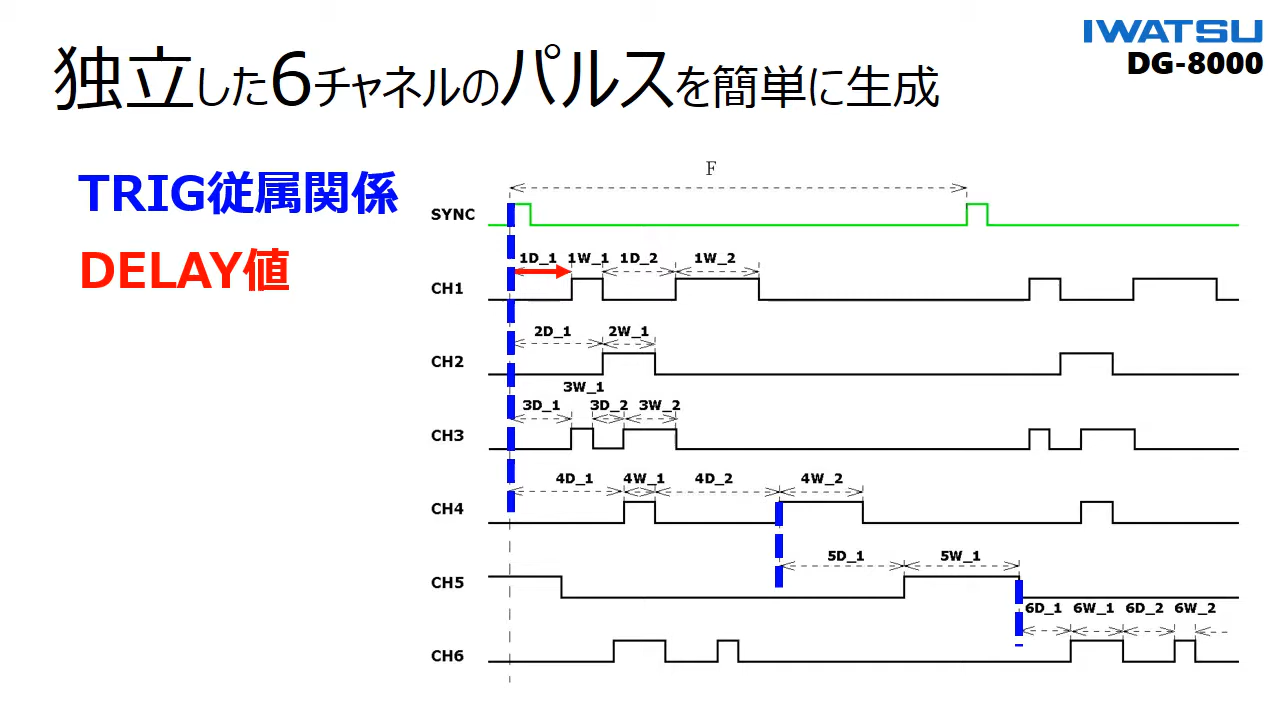 IWATSU
DG-8000
独立した6チャネルのパルスを簡単に生成
TRIG従属関係
DELAY値
F
SYNC
1D_1 1W_1 1D_2 1W_2
CH1
2D_1 2W_1
CH2
3W_1
3D_1 3D_2 3W_2
CH3
4D_1 4W_1 4D_2 4W_2
CH4
5D_1 5W_1
CH5
6D_1 6W_1 6D_2 6W_2
CH6